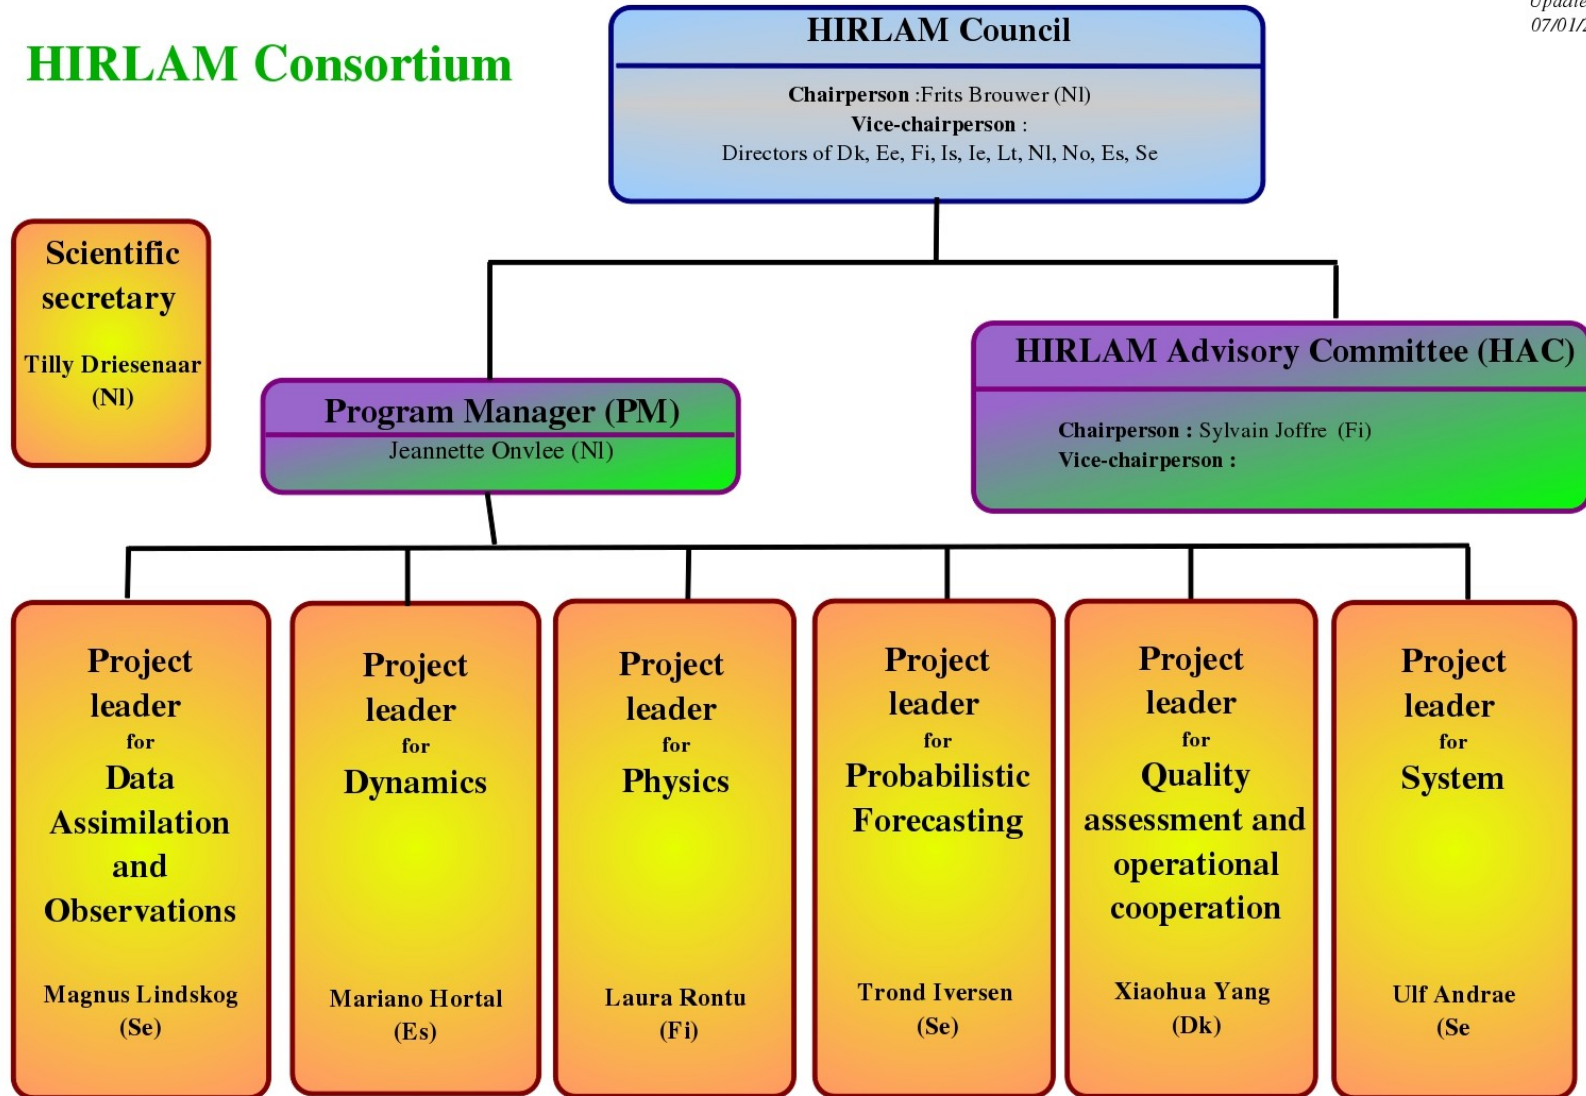 Update
07/01/2
HIRLAM Consortium
HIRLAM Council
Chairperson :Frits Brouwer (Nl)
Vice-chairperson :
Directors of Dk, Ee, Fi, Is, Ie, Lt, Nl, No, Es, Se
Scientific
secretary
Tilly Driesenaar
(Nl)
Program Manager (PM)
Jeannette Onvlee (Nl)
HIRLAM Advisory Committee (HAC)
Chairperson : Sylvain Joffre (Fi)
Vice-chairperson :
Project
leader
for
Data
Assimilation
and
Observations
Magnus Lindskog
(Se)
Project
leader
for
Dynamics
Mariano Hortal
(Es)
Project
leader
for
Physics
Laura Rontu
(Fi)
Project
leader
for
Probabilistic
Forecasting
Trond Iversen
(Se)
Project
leader
for
Quality
assessment and
operational
cooperation
Xiaohua Yang
(Dk)
Project
leader
for
System
Ulf Andrae
(Se